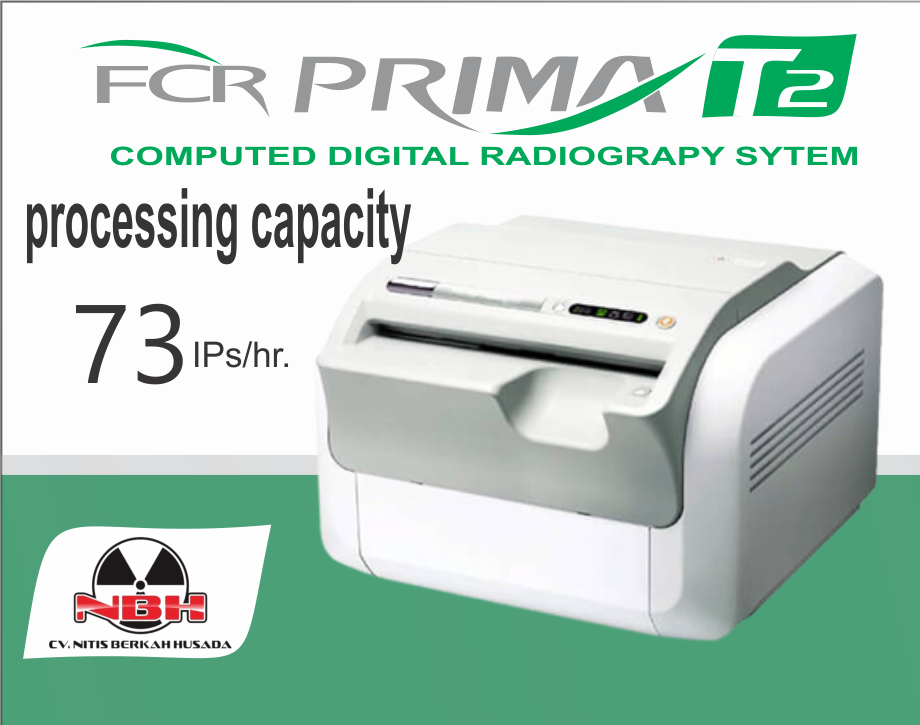 FCR PRIMA T2
COMPUTED DIGITAL RADIOGRAPY SYTEM
processing capacity
73 IPs/hr.
NBH
CV. NITIS BERKAH HUSADA